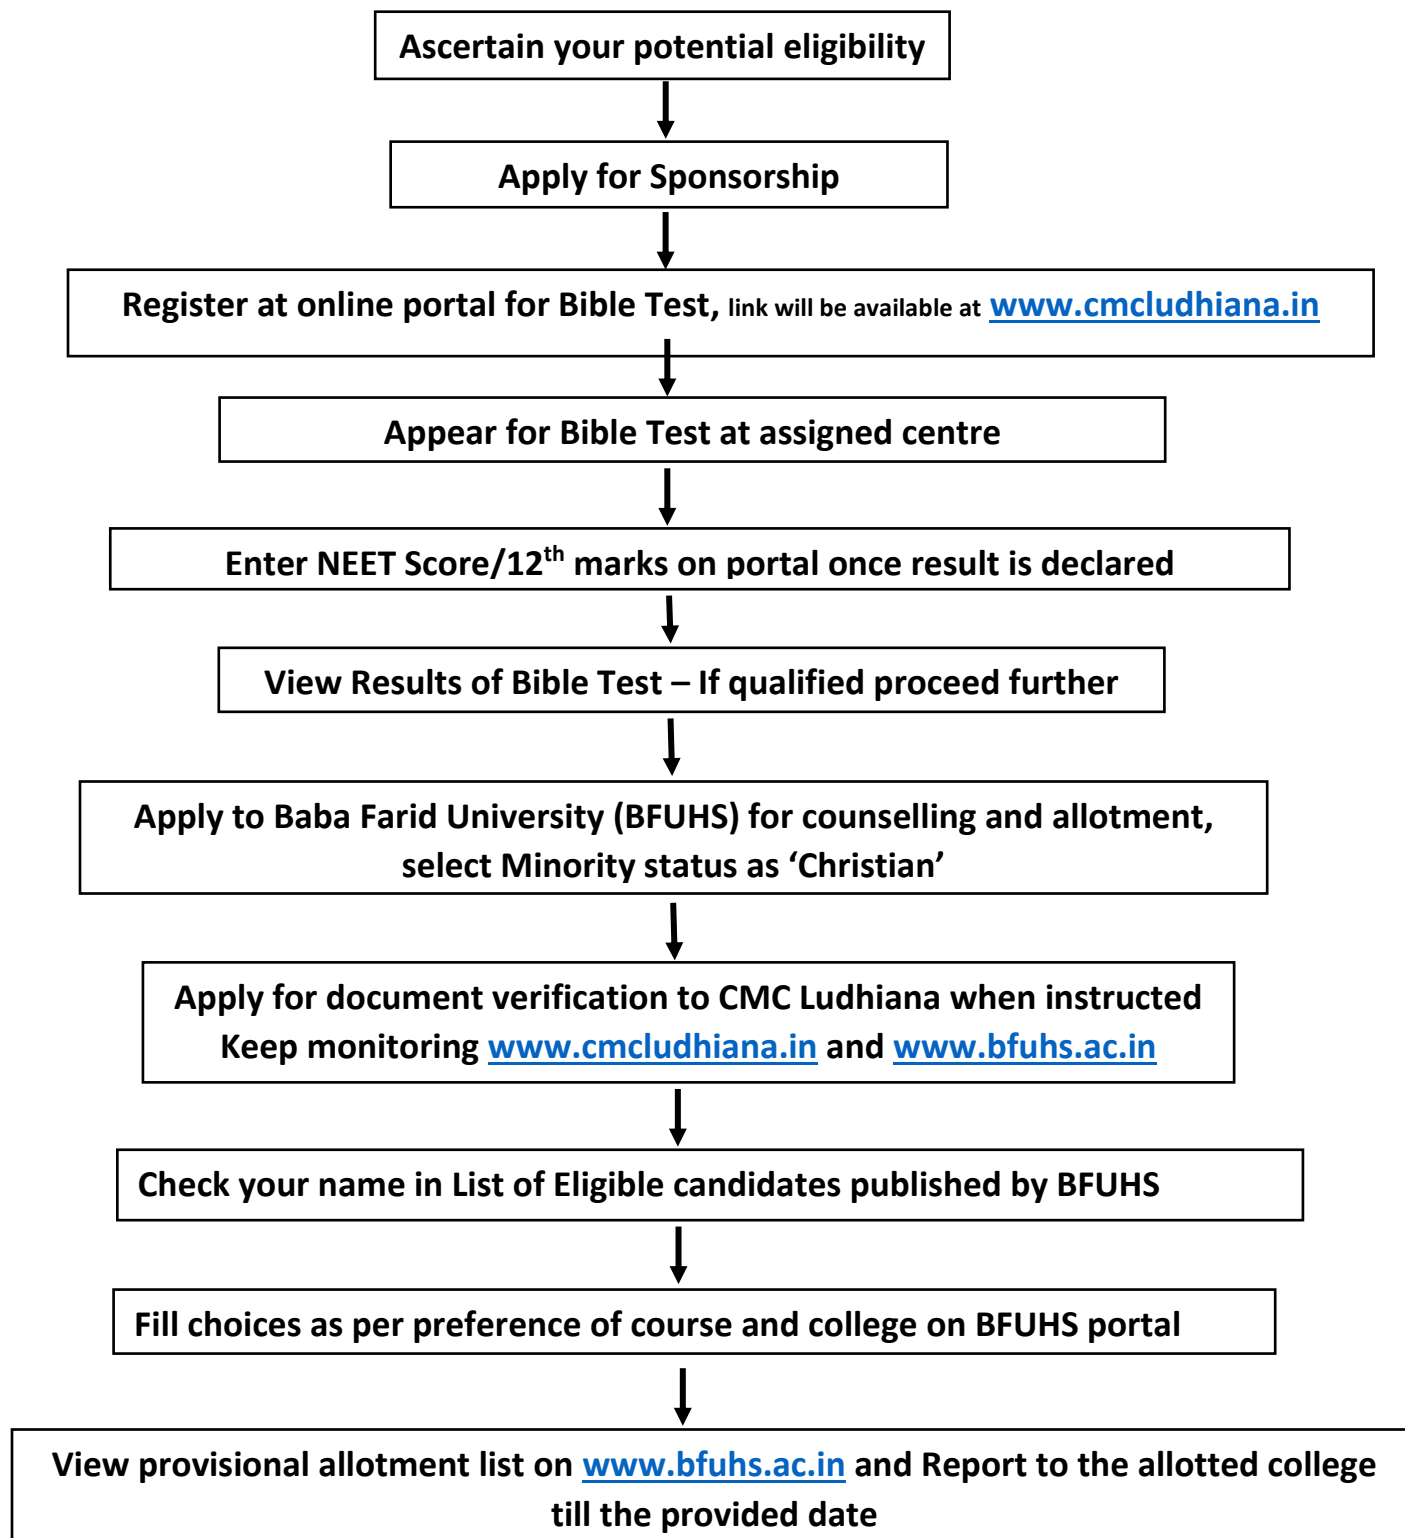 Ascertain your potential eligibility
Apply for Sponsorship
Register at online portal for Bible Test, link will be available at www.cmcludhiana.in
Appear for Bible Test at assigned centre
Enter NEET Score/12th marks on portal once result is declared
View Results of Bible Test – If qualified proceed further
Apply to Baba Farid University (BFUHS) for counselling and allotment,
select Minority status as ‘Christian’
Apply for document verification to CMC Ludhiana when instructed
Keep monitoring www.cmcludhiana.in and www.bfuhs.ac.in
Check your name in List of Eligible candidates published by BFUHS
Fill choices as per preference of course and college on BFUHS portal
View provisional allotment list on www.bfuhs.ac.in and Report to the allotted college
till the provided date